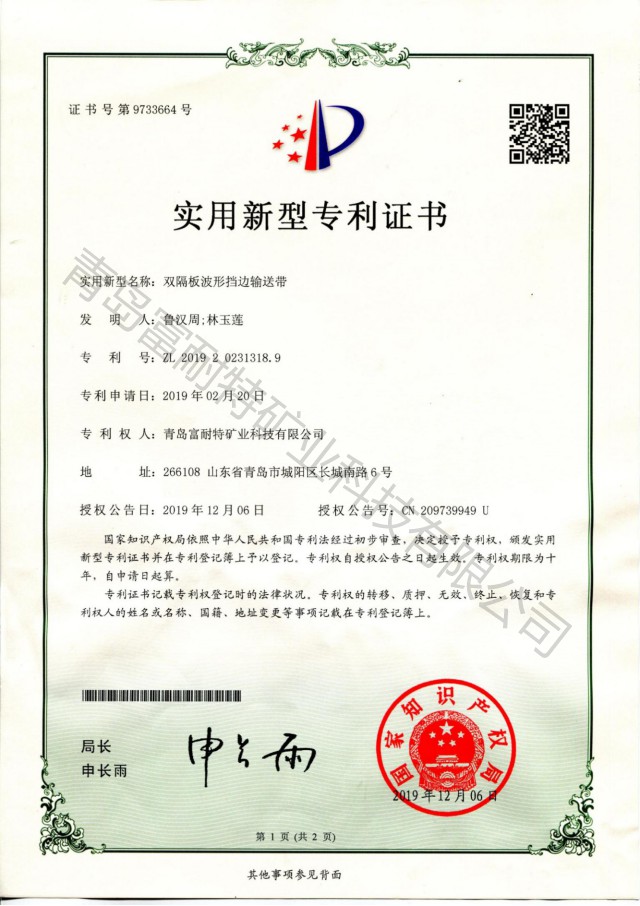 证书号第9733664号
实用新型专利证书
实用新型名称：双隔板波形挡边输送带
发明人：鲁汉周;林玉莲
专利号：ZL 2019 2 0231318.9
专利申请日：2019年02月20日
专利权人：青岛富耐特矿业科技有限公司
地址：266108 山东省青岛市城阳区长城南路6号
授权公告日：2019年12月06日 授权公告号：CN 209739949 U
国家知识产权局依照中华人民共和国专利法经过初步审查，决定授予专利权，颁发实用
新型专利证书并在专利登记簿上予以登记。专利权自授权公告之日起生效。专利权期限为十
年，自申请日起算。
专利证书记载专利权登记时的法律状况。专利权的转移、质押、无效、终止、恢复和专
利权人的姓名或名称、国籍、地址变更等事项记载在专利登记簿上。
青岛富耐特矿业科技有限公司
局长
申长雨
申长雨
国家知识产权局
2019年12月06日
第1页(共2页)
其他事项参见背面